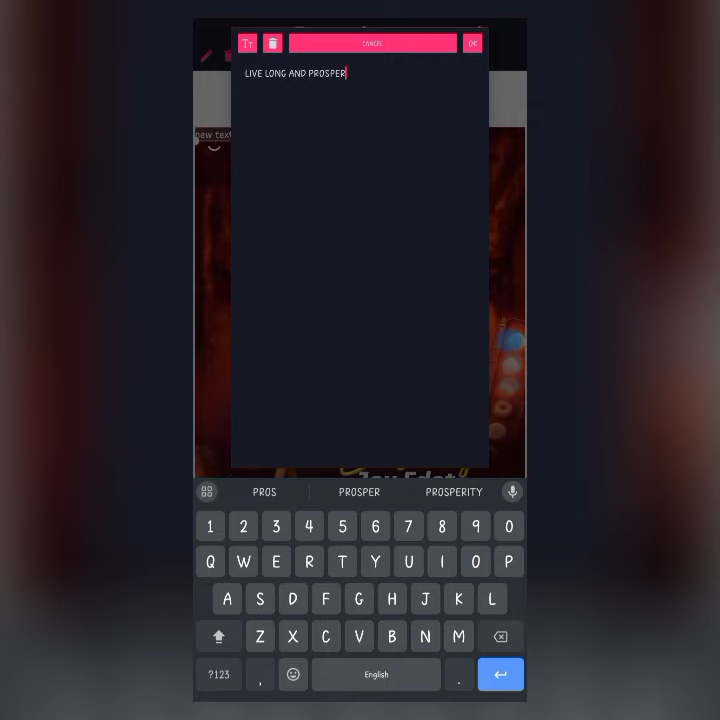 Tт CANCEL OK
LIVE LONG AND PROSPER
new text
PROS PROSPER PROSPERITY
1 2 3 4 5 6 7 8 9 0
Q W E R T Y U I O P
A S D F G H J K L
Z X C V B N M
?123 , English .